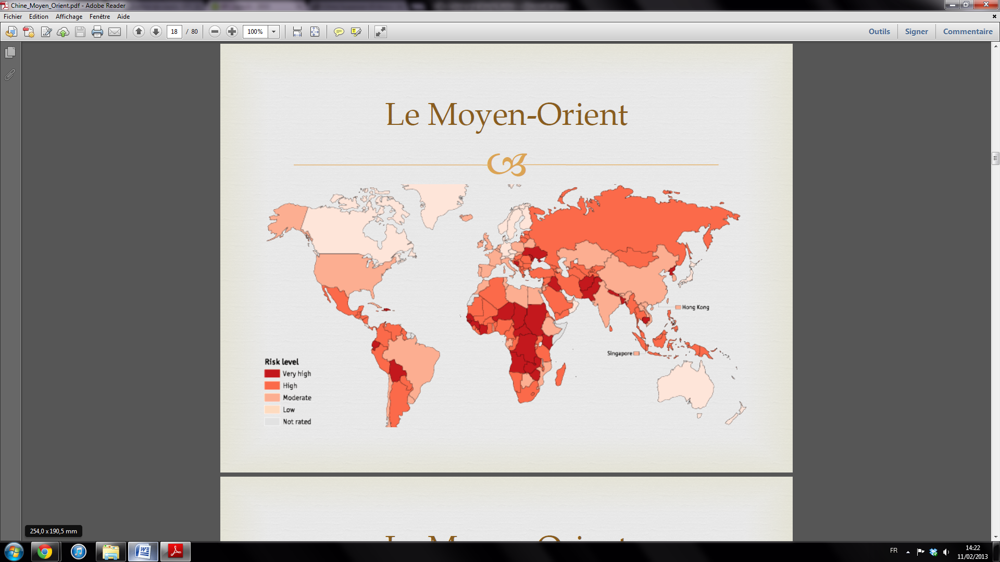 Chine_Moyen_Orient.pdf - Adobe Reader
Fichier Edition Affichage Fenêtre Aide
18 / 80 100% Outils Signer Commentaire
Le Moyen-Orient
Hong Kong
Singapore
Risk level
Very high
High
Moderate
Low
Not rated
254,0 x 190,5 mm
FR 14:22
11/02/2013